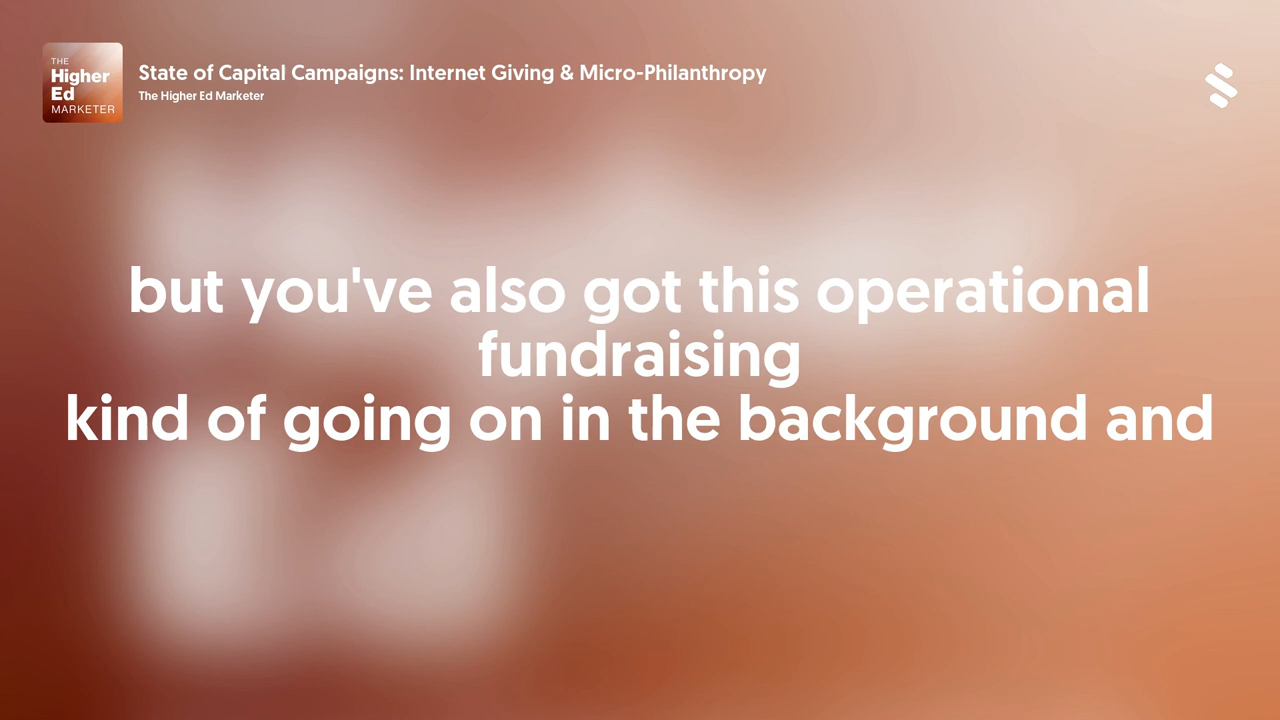 THE
Higher
Ed
MARKETER
State of Capital Campaigns: Internet Giving & Micro-Philanthropy
The Higher Ed Marketer
but you've also got this operational
fundraising
kind of going on in the background and